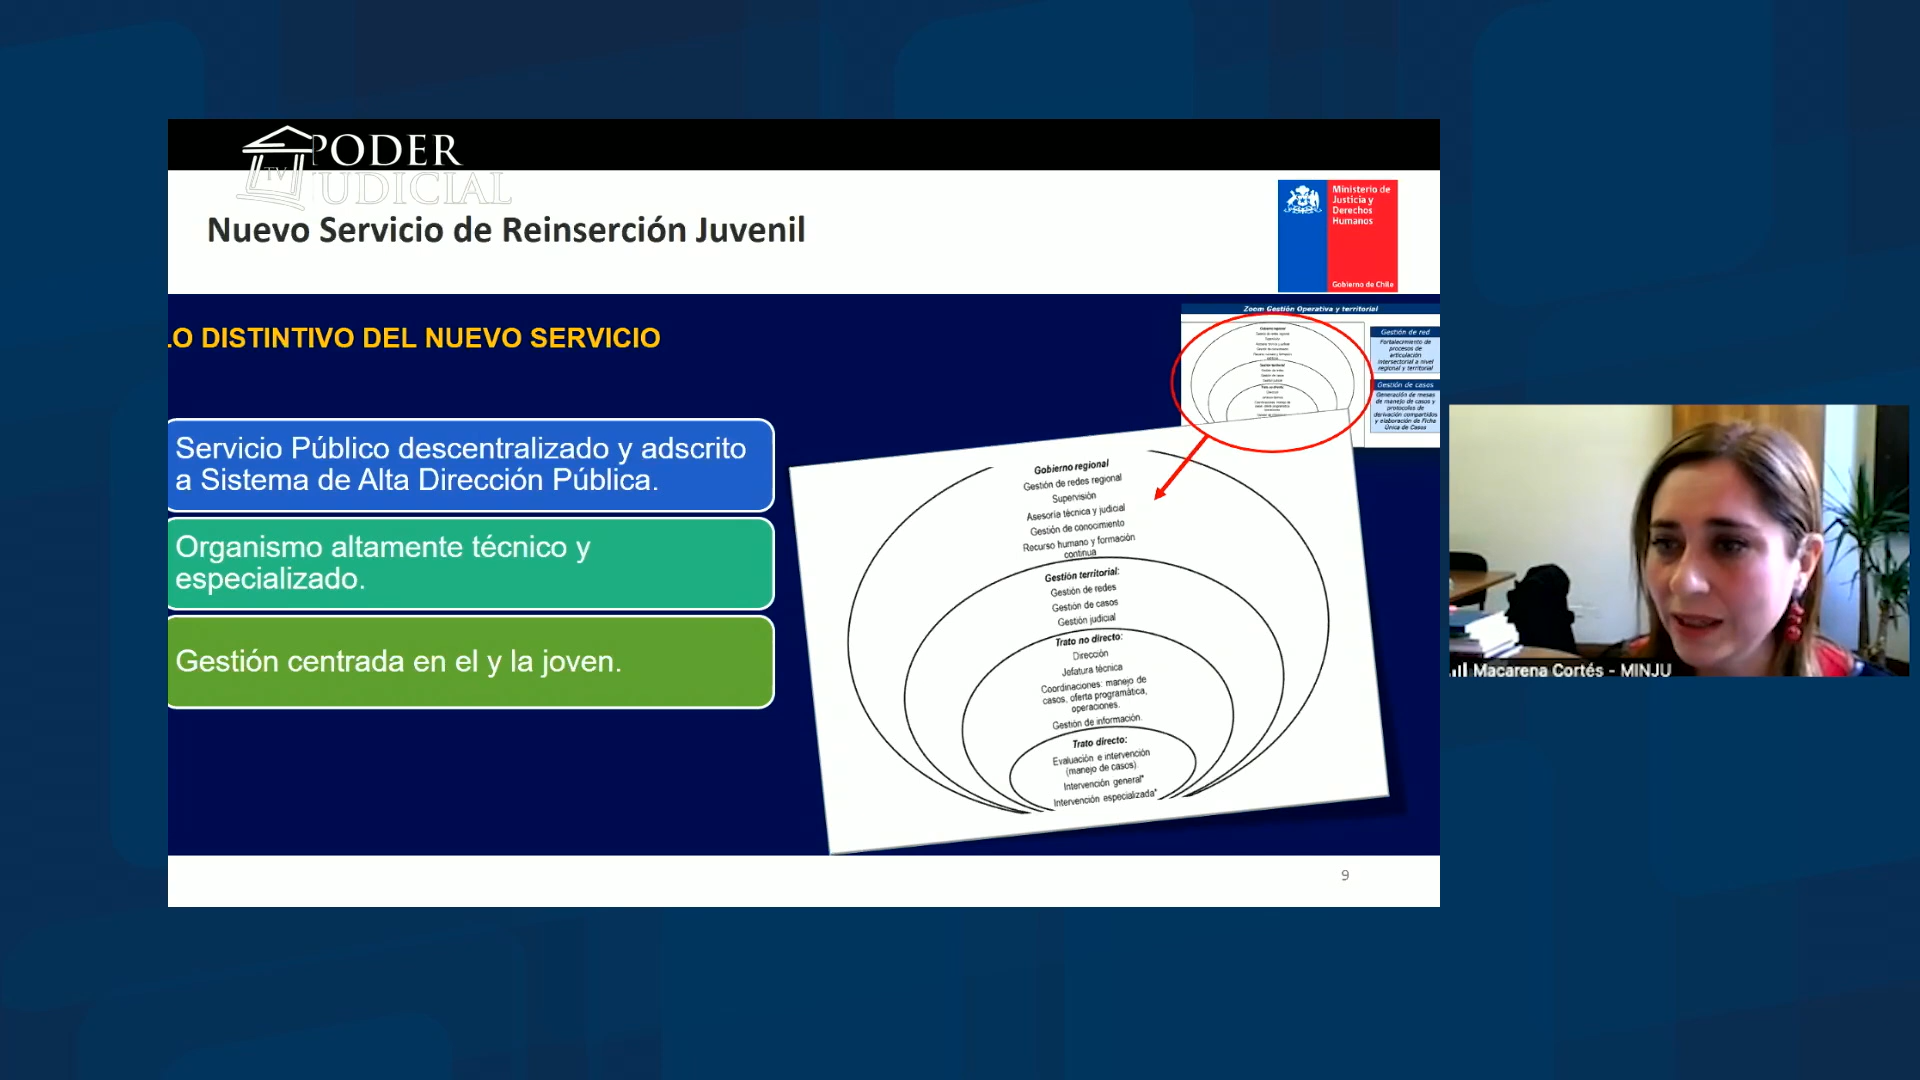 PODER
JUDICIAL
TV
Nuevo Servicio de Reinserción Juvenil
Ministerio de
Justicia y
Derechos
Humanos
Gobierno de Chile
LO DISTINTIVO DEL NUEVO SERVICIO
Servicio Público descentralizado y adscrito
a Sistema de Alta Dirección Pública.
Organismo altamente técnico y
especializado.
Gestión centrada en el y la joven.
Zoom Gestión Operativa y territorial
Gestión de red
Fortalecimiento de
procesos de
articulación
intersectorial a nivel
regional y territorial
Gestión de casos
Generación de mesas
de manejo de casos y
protocolos de
derivación compartidos
y elaboración de Ficha
Única de Casos
Gobierno regional
Gestión de redes regional
Supervisión
Asesoría técnica y judicial
Gestión de conocimiento
Recurso humano y formación
continua
Gestión territorial:
Gestión de redes
Gestión de casos
Gestión judicial
Trato no directo:
Dirección
Jefatura técnica
Coordinaciones: manejo de
casos, oferta programática,
operaciones.
Gestión de información.
Trato directo:
Evaluación e intervención
(manejo de casos).
Intervención general*
Intervención especializada*
9
Macarena Cortés - MINJU